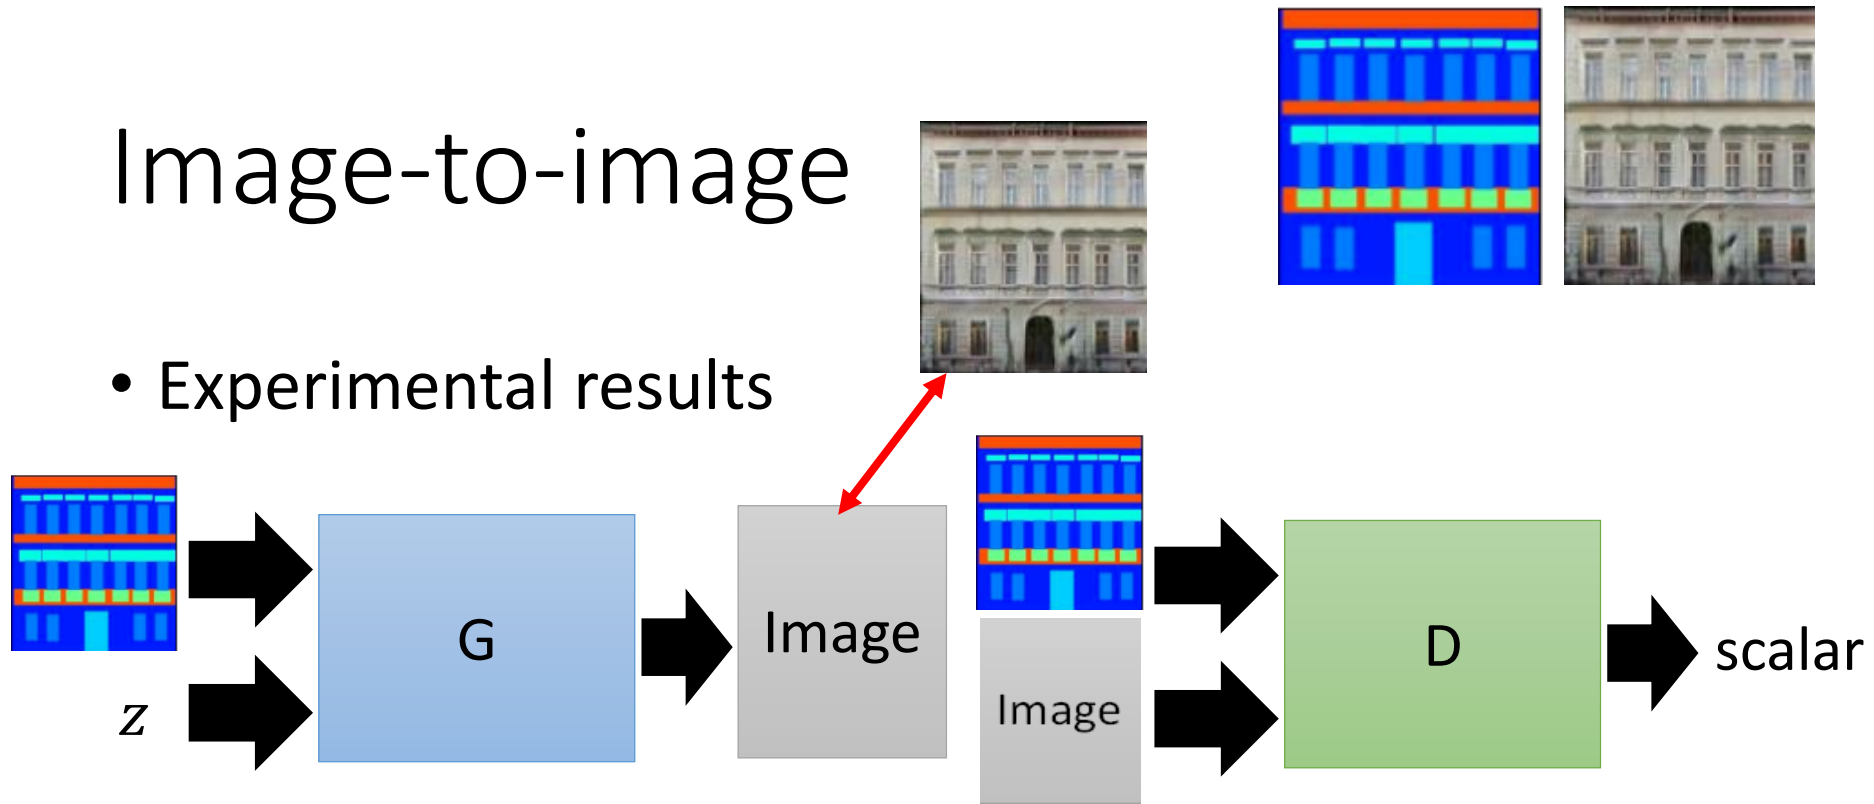 Image-to-image
• Experimental results
G
Image
Image
D
scalar
z